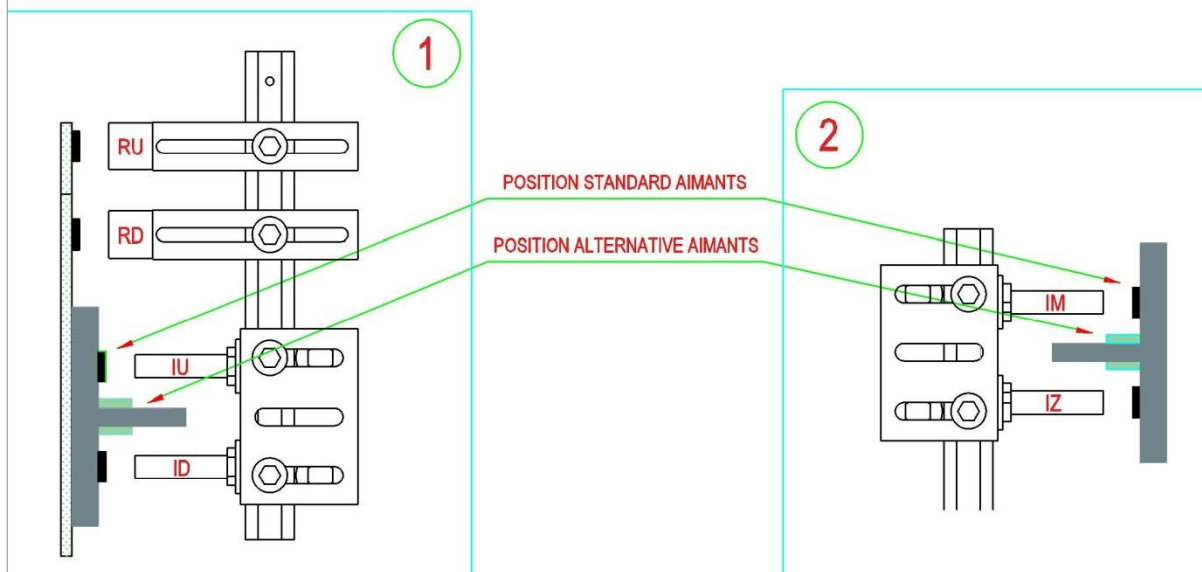 1
2
RU
POSITION STANDARD AIMANTS
RD
POSITION ALTERNATIVE AIMANTS
IM
IU
IZ
ID